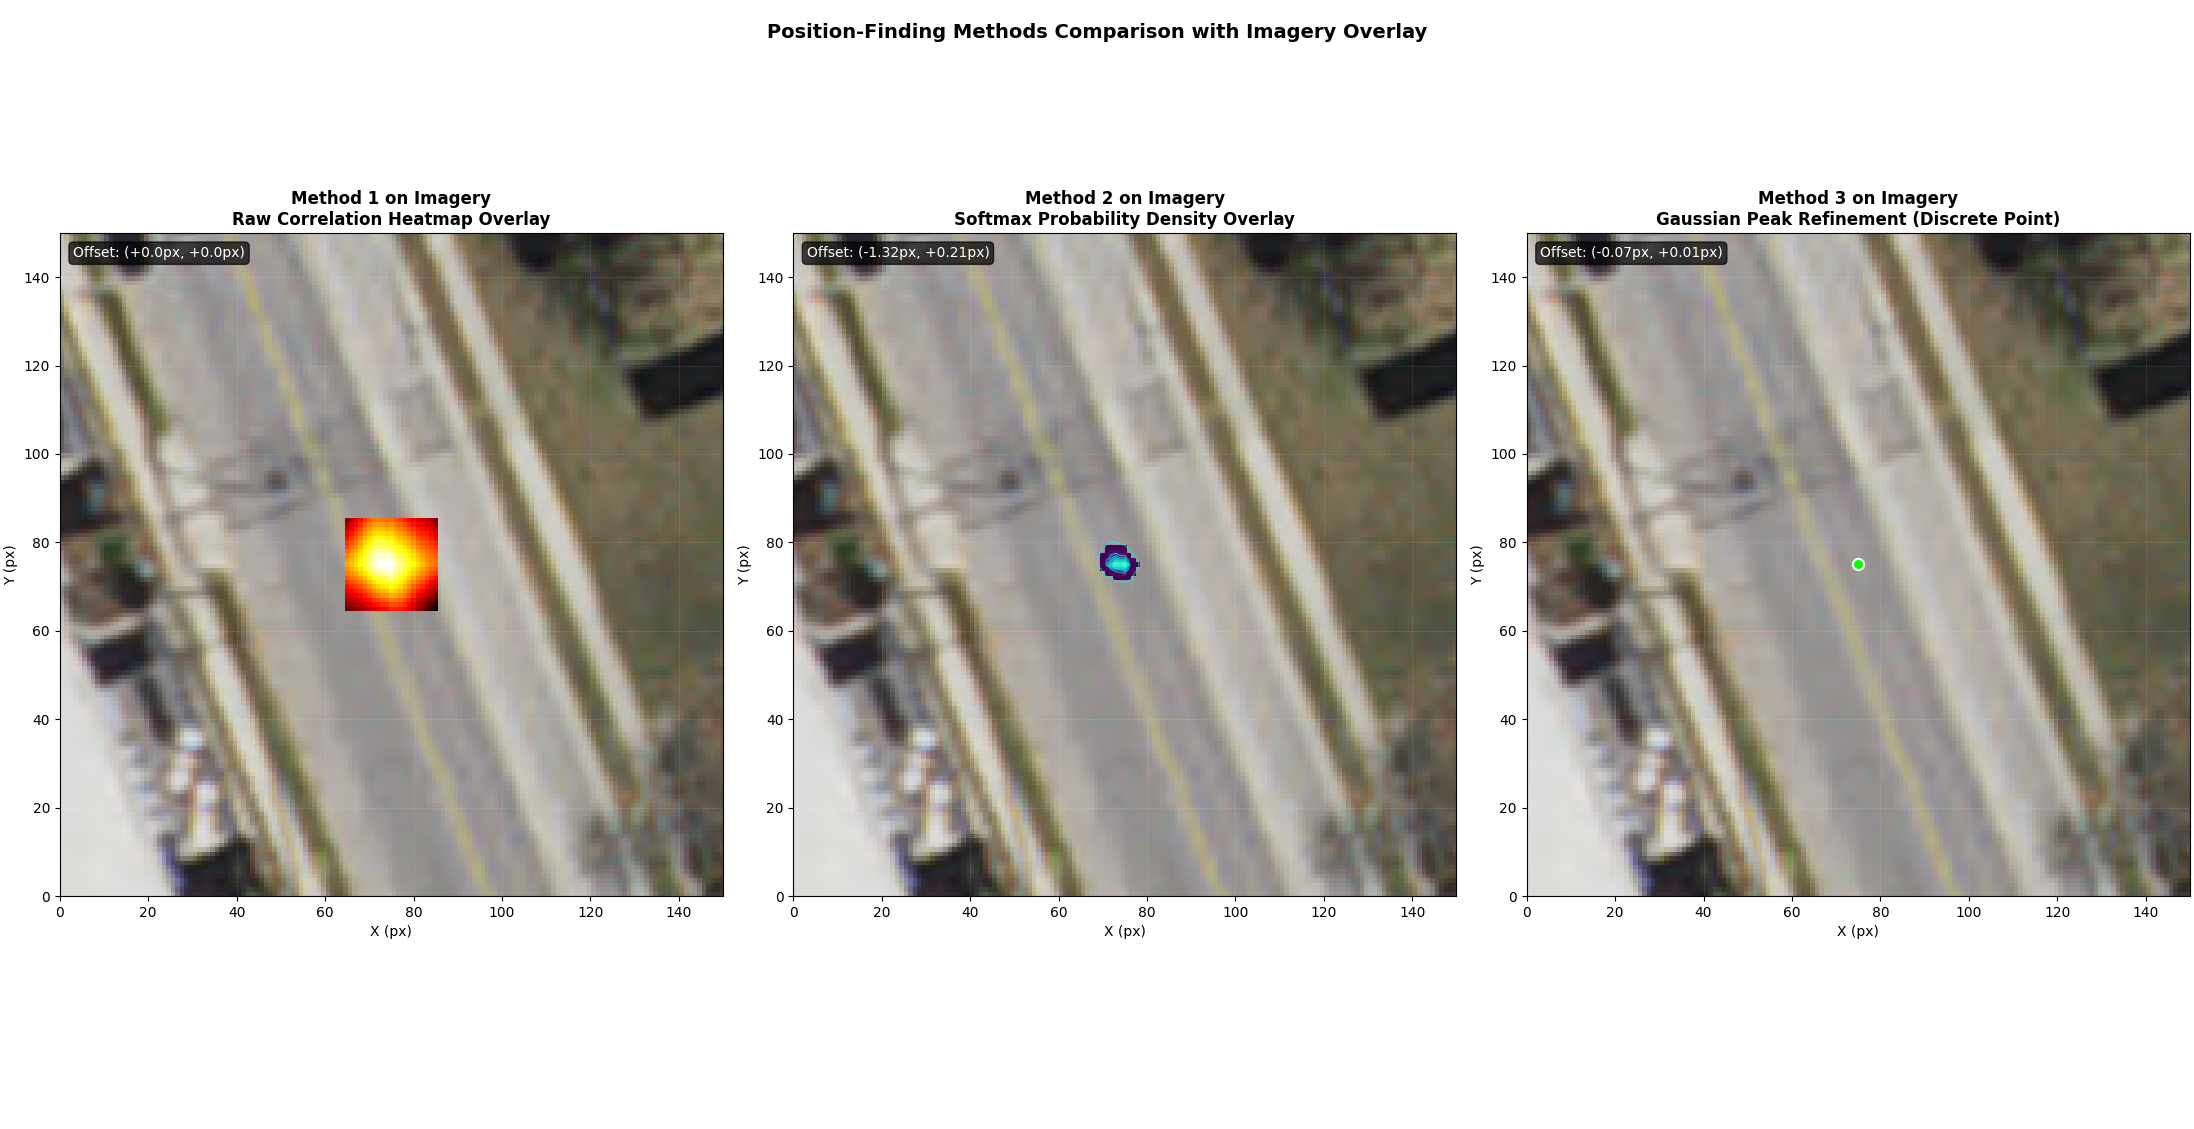 Position-Finding Methods Comparison with Imagery Overlay
Method 1 on Imagery
Raw Correlation Heatmap Overlay
Offset: (+0.0px, +0.0px)
140
120
100
80
60
40
20
0
Y (px)
0 20 40 60 80 100 120 140
X (px)
Method 2 on Imagery
Softmax Probability Density Overlay
Offset: (-1.32px, +0.21px)
140
120
100
80
60
40
20
0
Y (px)
0 20 40 60 80 100 120 140
X (px)
Method 3 on Imagery
Gaussian Peak Refinement (Discrete Point)
Offset: (-0.07px, +0.01px)
140
120
100
80
60
40
20
0
Y (px)
0 20 40 60 80 100 120 140
X (px)